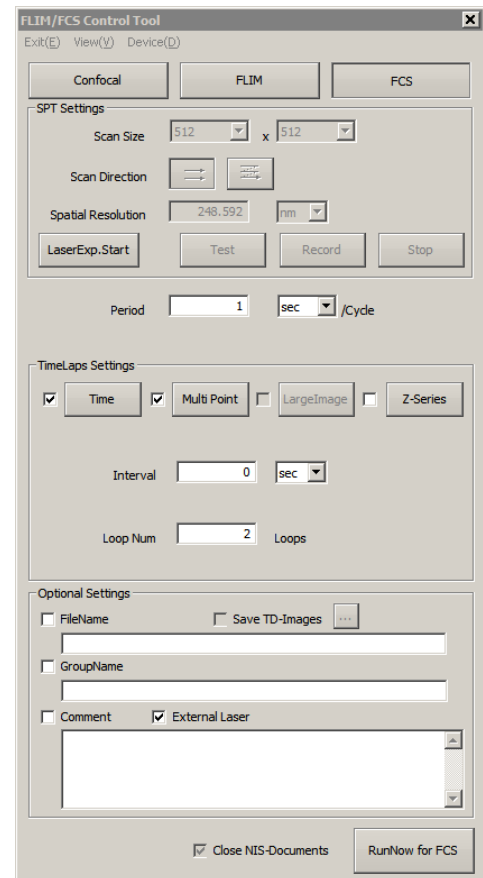 FLIM/FCS Control Tool
Exit(E) View(V) Device(D)
Confocal FLIM FCS
SPT Settings
Scan Size 512 x 512
Scan Direction
Spatial Resolution 248.592 nm
LaserExp.Start Test Record Stop
Period 1 sec /Cycle
TimeLaps Settings
Time Multi Point LargeImage Z-Series
Interval 0 sec
Loop Num 2 Loops
Optional Settings
FileName Save TD-Images ...
GroupName
Comment External Laser
Close NIS-Documents RunNow for FCS